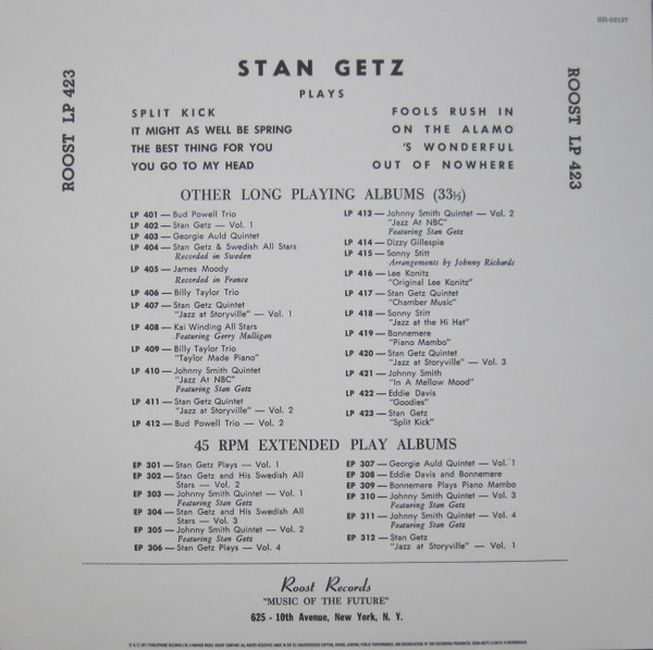 SR-52127
STAN GETZ
PLAYS
ROOST LP 423
ROOST LP 423
SPLIT KICK
IT MIGHT AS WELL BE SPRING
THE BEST THING FOR YOU
YOU GO TO MY HEAD
FOOLS RUSH IN
ON THE ALAMO
'S WONDERFUL
OUT OF NOWHERE
OTHER LONG PLAYING ALBUMS (33⅓)
LP 401 — Bud Powell Trio
LP 402 — Stan Getz — Vol. 1
LP 403 — Georgie Auld Quintet
LP 404 — Stan Getz & Swedish All Stars
Recorded in Sweden
LP 405 — James Moody
Recorded in France
LP 406 — Billy Taylor Trio
LP 407 — Stan Getz Quintet
"Jazz at Storyville" — Vol. 1
LP 408 — Kai Winding All Stars
Featuring Gerry Mulligan
LP 409 — Billy Taylor Trio
"Taylor Made Piano"
LP 410 — Johnny Smith Quintet
"Jazz At NBC"
Featuring Stan Getz
LP 411 — Stan Getz Quintet
"Jazz at Storyville" — Vol. 2
LP 412 — Bud Powell Trio — Vol. 2
LP 413 — Johnny Smith Quintet — Vol. 2
"Jazz At NBC"
Featuring Stan Getz
LP 414 — Dizzy Gillespie
LP 415 — Sonny Stitt
Arrangements by Johnny Richards
LP 416 — Lee Konitz
"Original Lee Konitz"
LP 417 — Stan Getz Quintet
"Chamber Music"
LP 418 — Sonny Stitt
"Jazz at the Hi Hat"
LP 419 — Bonnemere
"Piano Mambo"
LP 420 — Stan Getz Quintet
"Jazz at Storyville" — Vol. 3
LP 421 — Johnny Smith
"In A Mellow Mood"
LP 422 — Eddie Davis
"Goodies"
LP 423 — Stan Getz
"Split Kick"
45 RPM EXTENDED PLAY ALBUMS
EP 301 — Stan Getz Plays — Vol. 1
EP 302 — Stan Getz and His Swedish All
Stars — Vol. 2
EP 303 — Johnny Smith Quintet — Vol. 1
Featuring Stan Getz
EP 304 — Stan Getz and His Swedish All
Stars — Vol. 3
EP 305 — Johnny Smith Quintet — Vol. 2
Featuring Stan Getz
EP 306 — Stan Getz Plays — Vol. 4
EP 307 — Georgie Auld Quintet — Vol. 1
EP 308 — Eddie Davis and Bonnemere
EP 309 — Bonnemere Plays Piano Mambo
EP 310 — Johnny Smith Quintet — Vol. 3
Featuring Stan Getz
EP 311 — Johnny Smith Quintet — Vol. 4
Featuring Stan Getz
EP 312 — Stan Getz
"Jazz at Storyville" — Vol. 1
Roost Records
"MUSIC OF THE FUTURE"
625 - 10th Avenue, New York, N. Y.